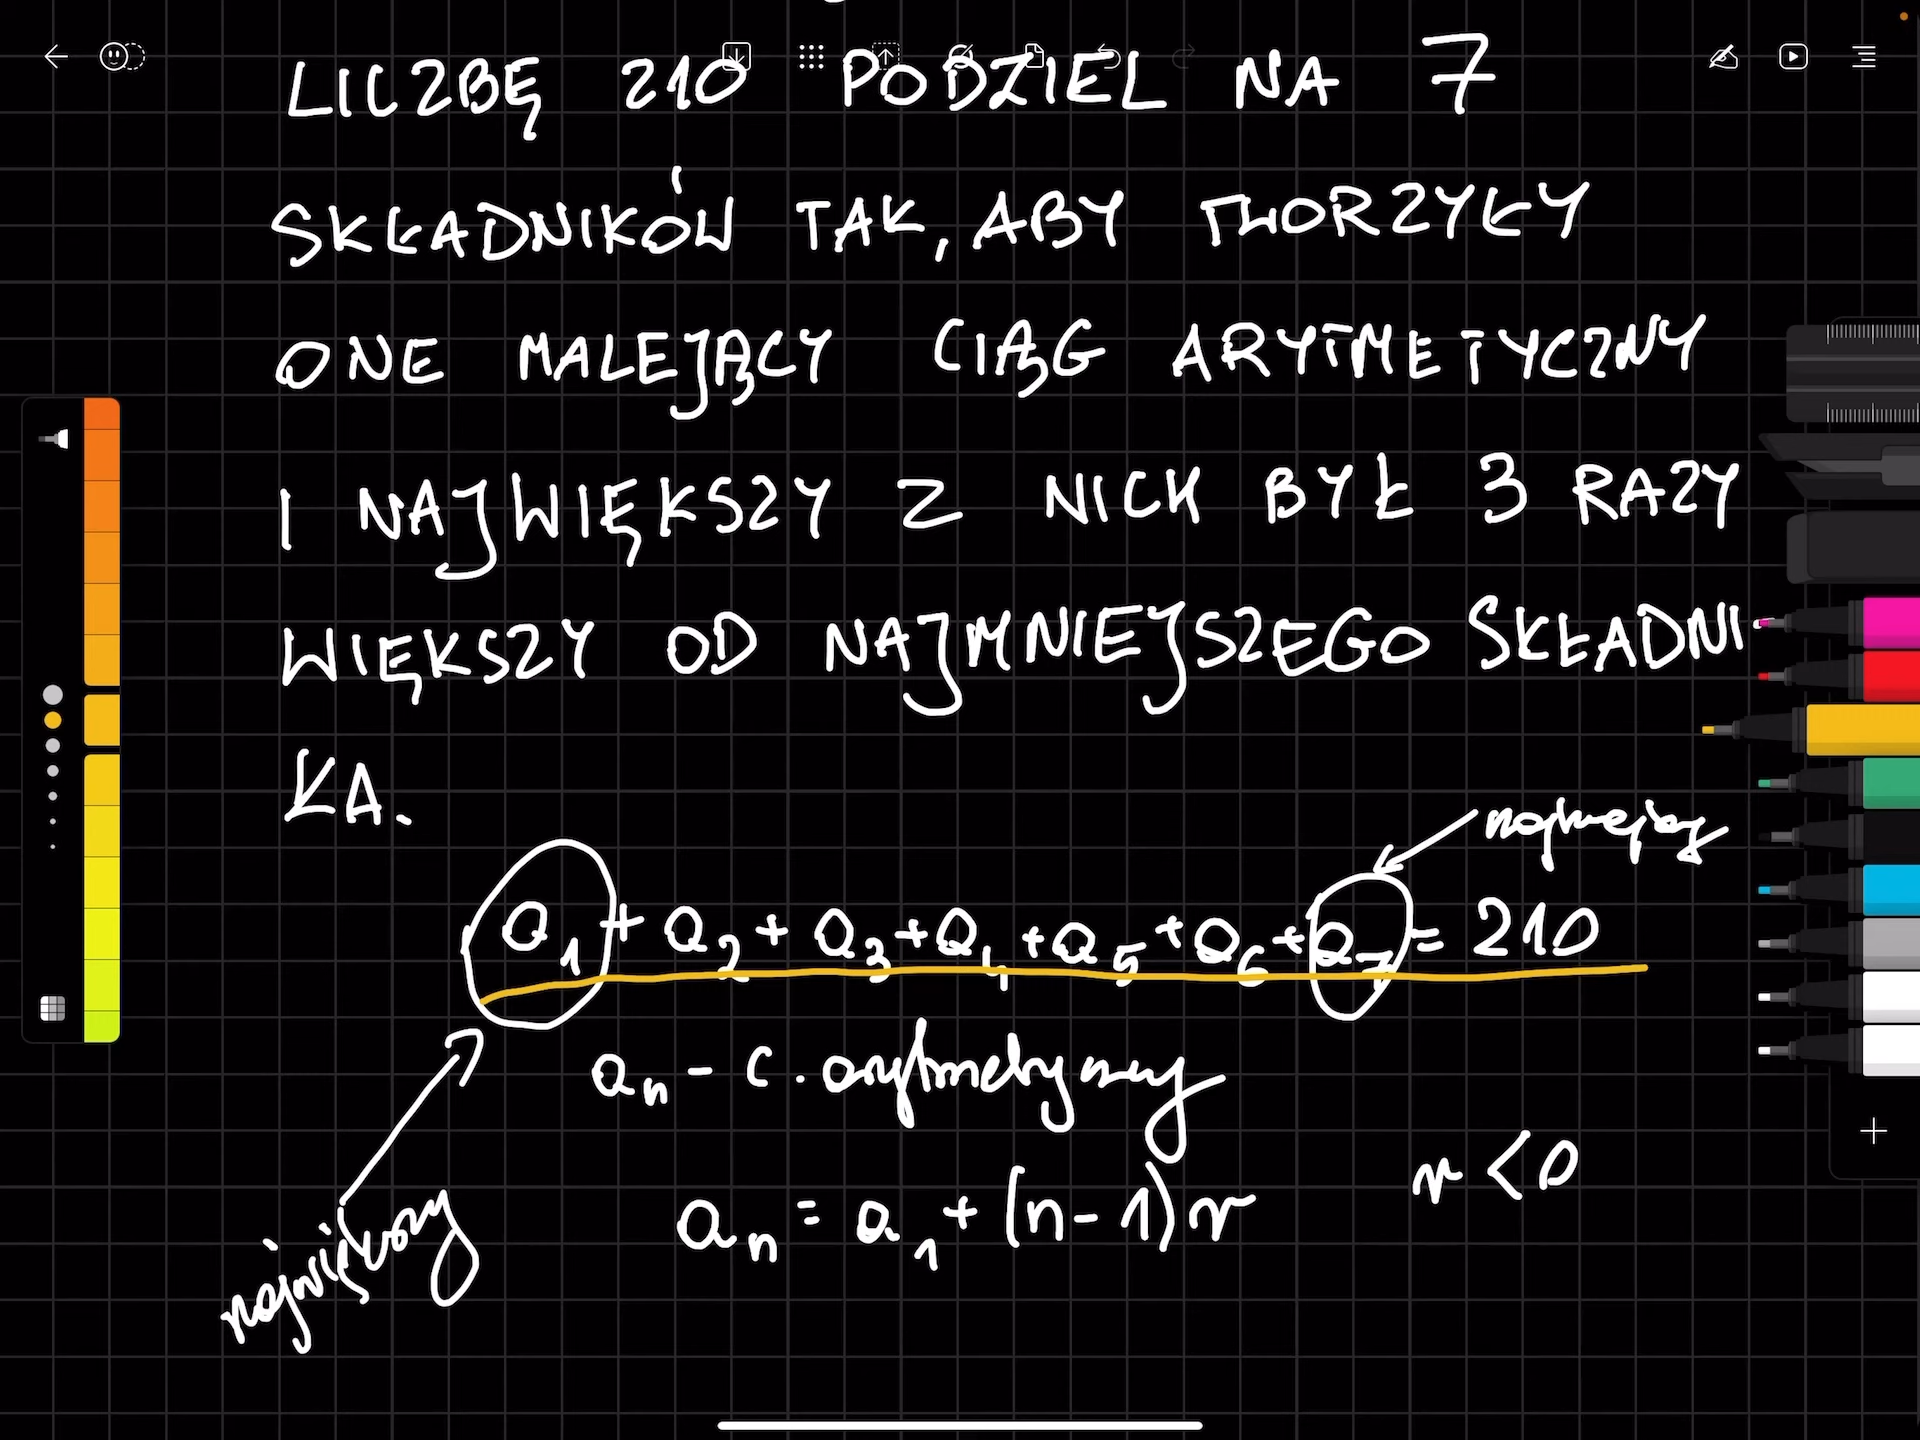 LICZBĘ 210 PODZIEL NA 7
SKŁADNIKÓW TAK, ABY TWORZYŁY
ONE MALEJĄCY CIĄG ARYTMETYCZNY
I NAJWIĘKSZY Z NICH BYŁ 3 RAZY
WIĘKSZY OD NAJMNIEJSZEGO SKŁADNI
KA.
najmniejszy
a₁ + a₂ + a₃ + a₄ + a₅ + a₆ + a₇ = 210
aₙ - c. arytmetyczny
r < 0
aₙ = a₁ + (n-1)r
największy